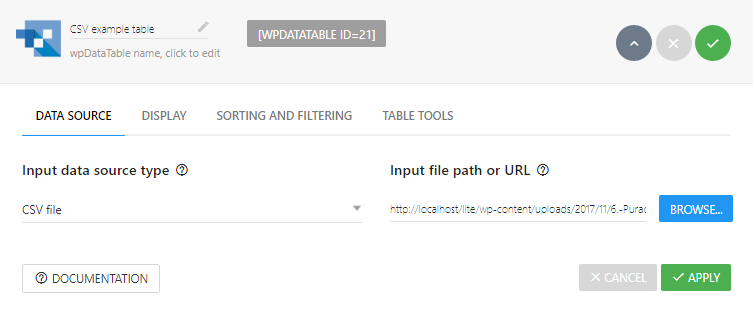 CSV example table
[WPDATATABLE ID=21]
wpDataTable name, click to edit
DATA SOURCE DISPLAY SORTING AND FILTERING TABLE TOOLS
Input data source type Input file path or URL
CSV file http://localhost/lite/wp-content/uploads/2017/11/6.-Purac BROWSE...
DOCUMENTATION CANCEL APPLY